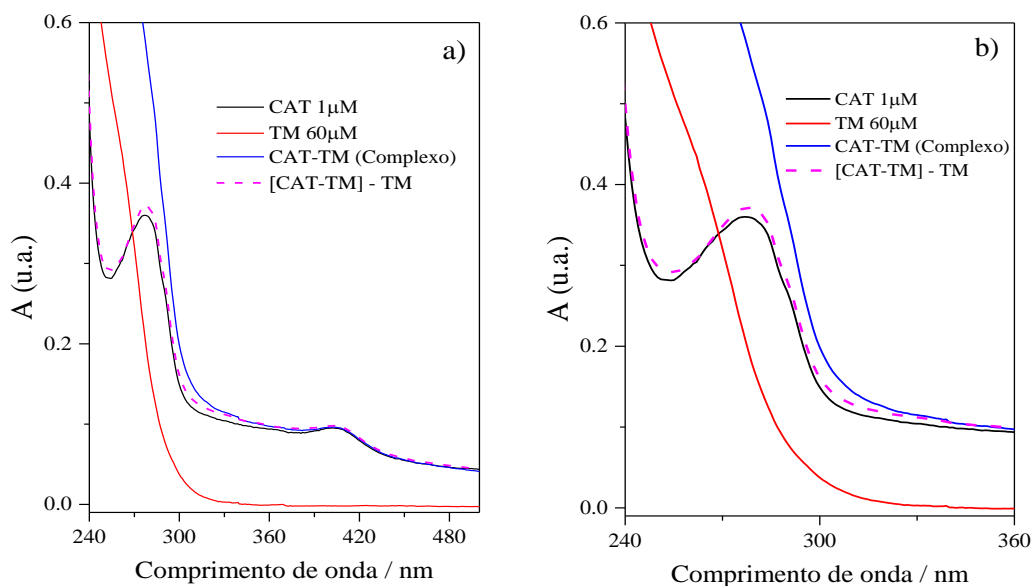 a)
CAT 1μM
TM 60μM
CAT-TM (Complexo)
[CAT-TM] - TM
A (u.a.)
0.6
0.4
0.2
0.0
240 300 360 420 480
Comprimento de onda / nm
b)
CAT 1μM
TM 60μM
CAT-TM (Complexo)
[CAT-TM] - TM
A (u.a.)
0.6
0.4
0.2
0.0
240 300 360
Comprimento de onda / nm